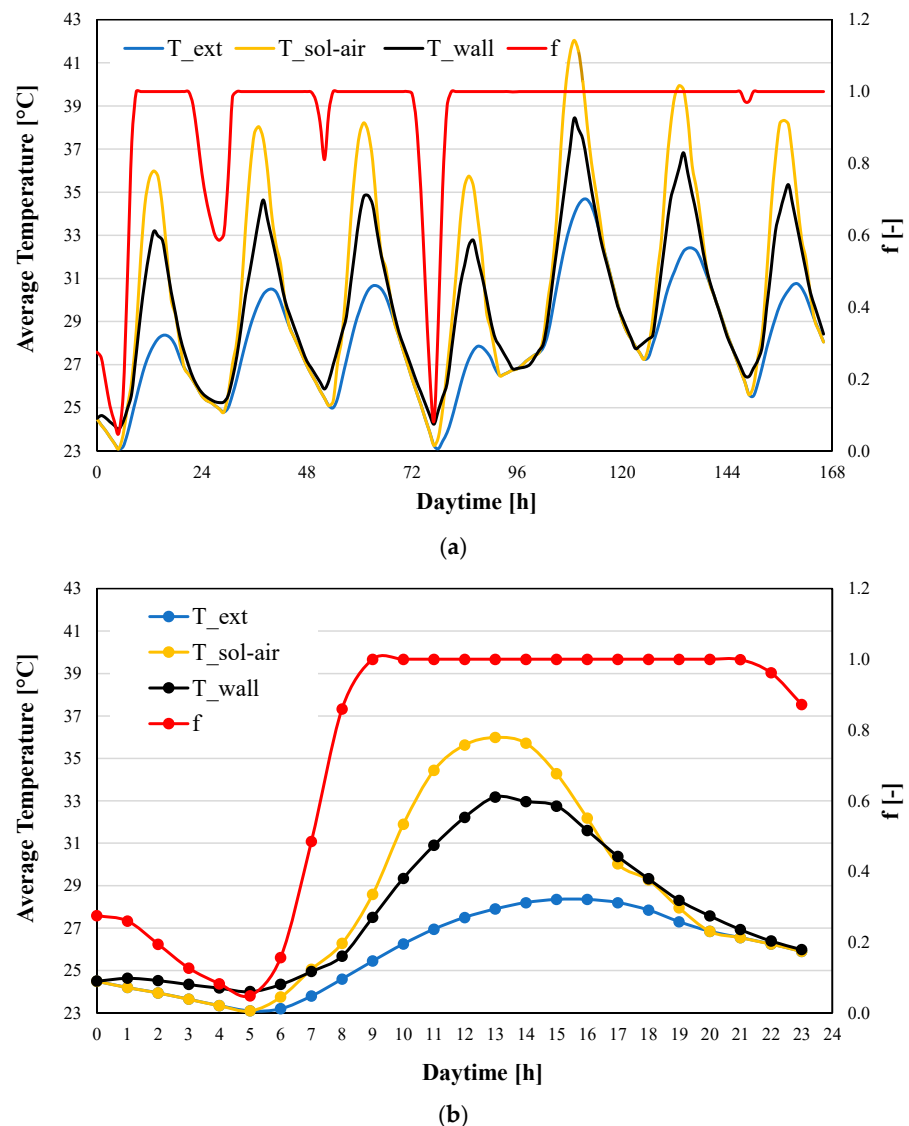 43
41
39
37
35
33
31
29
27
25
23
Average Temperature [°C]
T_ext
T_sol-air
T_wall
f
1.2
1.0
0.8
0.6
0.4
0.2
0.0
f [-]
0 24 48 72 96 120 144 168
Daytime [h]
(a)
43
41
39
37
35
33
31
29
27
25
23
Average Temperature [°C]
T_ext
T_sol-air
T_wall
f
1.2
1.0
0.8
0.6
0.4
0.2
0.0
f [-]
0 1 2 3 4 5 6 7 8 9 10 11 12 13 14 15 16 17 18 19 20 21 22 23 24
Daytime [h]
(b)